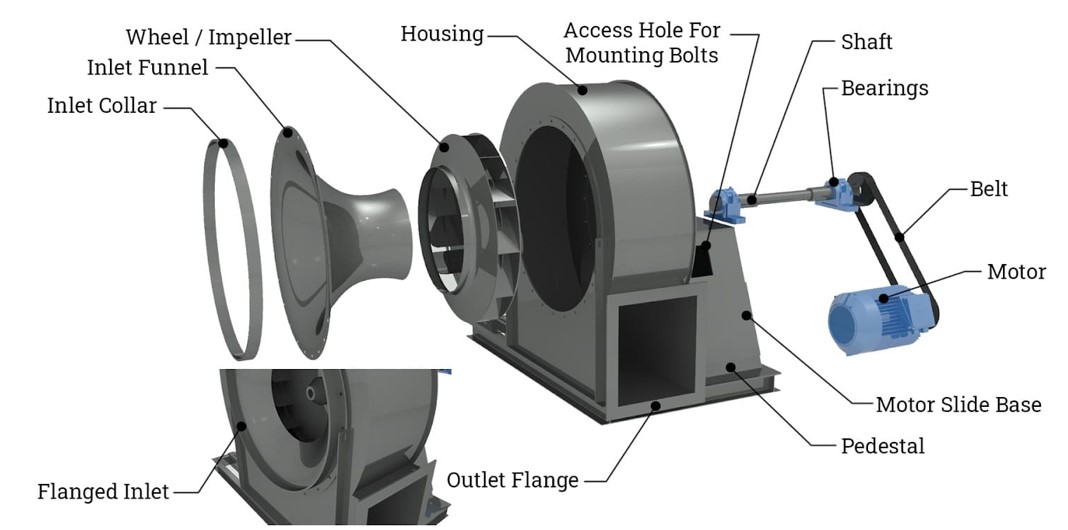 Wheel / Impeller
Inlet Funnel
Inlet Collar
Housing
Access Hole For
Mounting Bolts
Shaft
Bearings
Belt
Motor
Motor Slide Base
Pedestal
Outlet Flange
Flanged Inlet